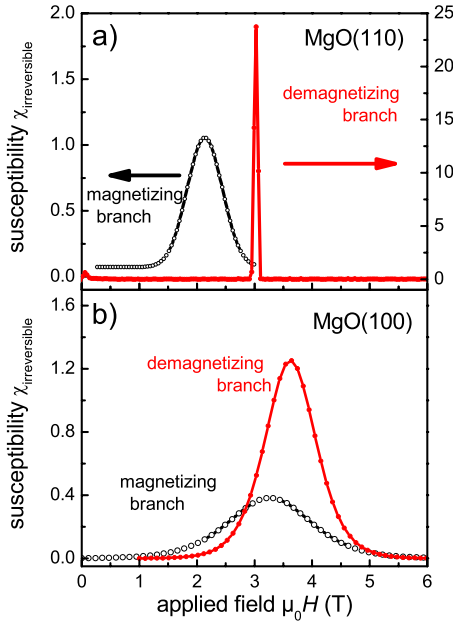 a)
MgO(110)
demagnetizing
branch
magnetizing
branch
susceptibility χirreversible
2.0
1.5
1.0
0.5
0.0
25
20
15
10
5
0
b)
MgO(100)
demagnetizing
branch
magnetizing
branch
susceptibility χirreversible
1.6
1.2
0.8
0.4
0.0
0 1 2 3 4 5 6
applied field μ0H (T)